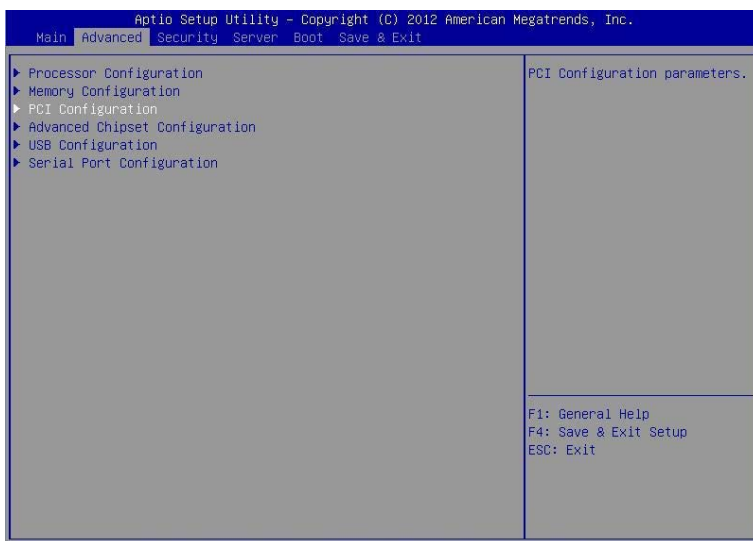 Aptio Setup Utility – Copyright (C) 2012 American Megatrends, Inc.
Main Advanced Security Server Boot Save & Exit
Processor Configuration
Memory Configuration
PCI Configuration
Advanced Chipset Configuration
USB Configuration
Serial Port Configuration
PCI Configuration parameters.
F1: General Help
F4: Save & Exit Setup
ESC: Exit